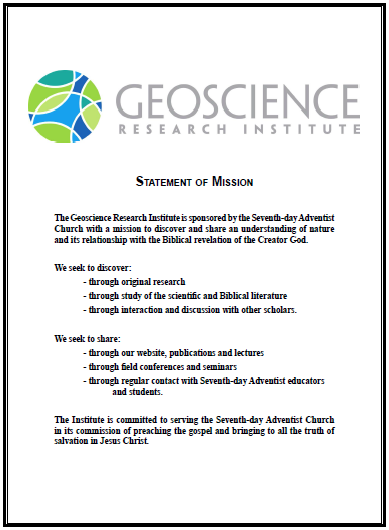 GEOSCIENCE
RESEARCH INSTITUTE
STATEMENT OF MISSION
The Geoscience Research Institute is sponsored by the Seventh-day Adventist
Church with a mission to discover and share an understanding of nature
and its relationship with the Biblical revelation of the Creator God.
We seek to discover:
- through original research
- through study of the scientific and Biblical literature
- through interaction and discussion with other scholars.
We seek to share:
- through our website, publications and lectures
- through field conferences and seminars
- through regular contact with Seventh-day Adventist educators
and students.
The Institute is committed to serving the Seventh-day Adventist Church
in its commission of preaching the gospel and bringing to all the truth of
salvation in Jesus Christ.